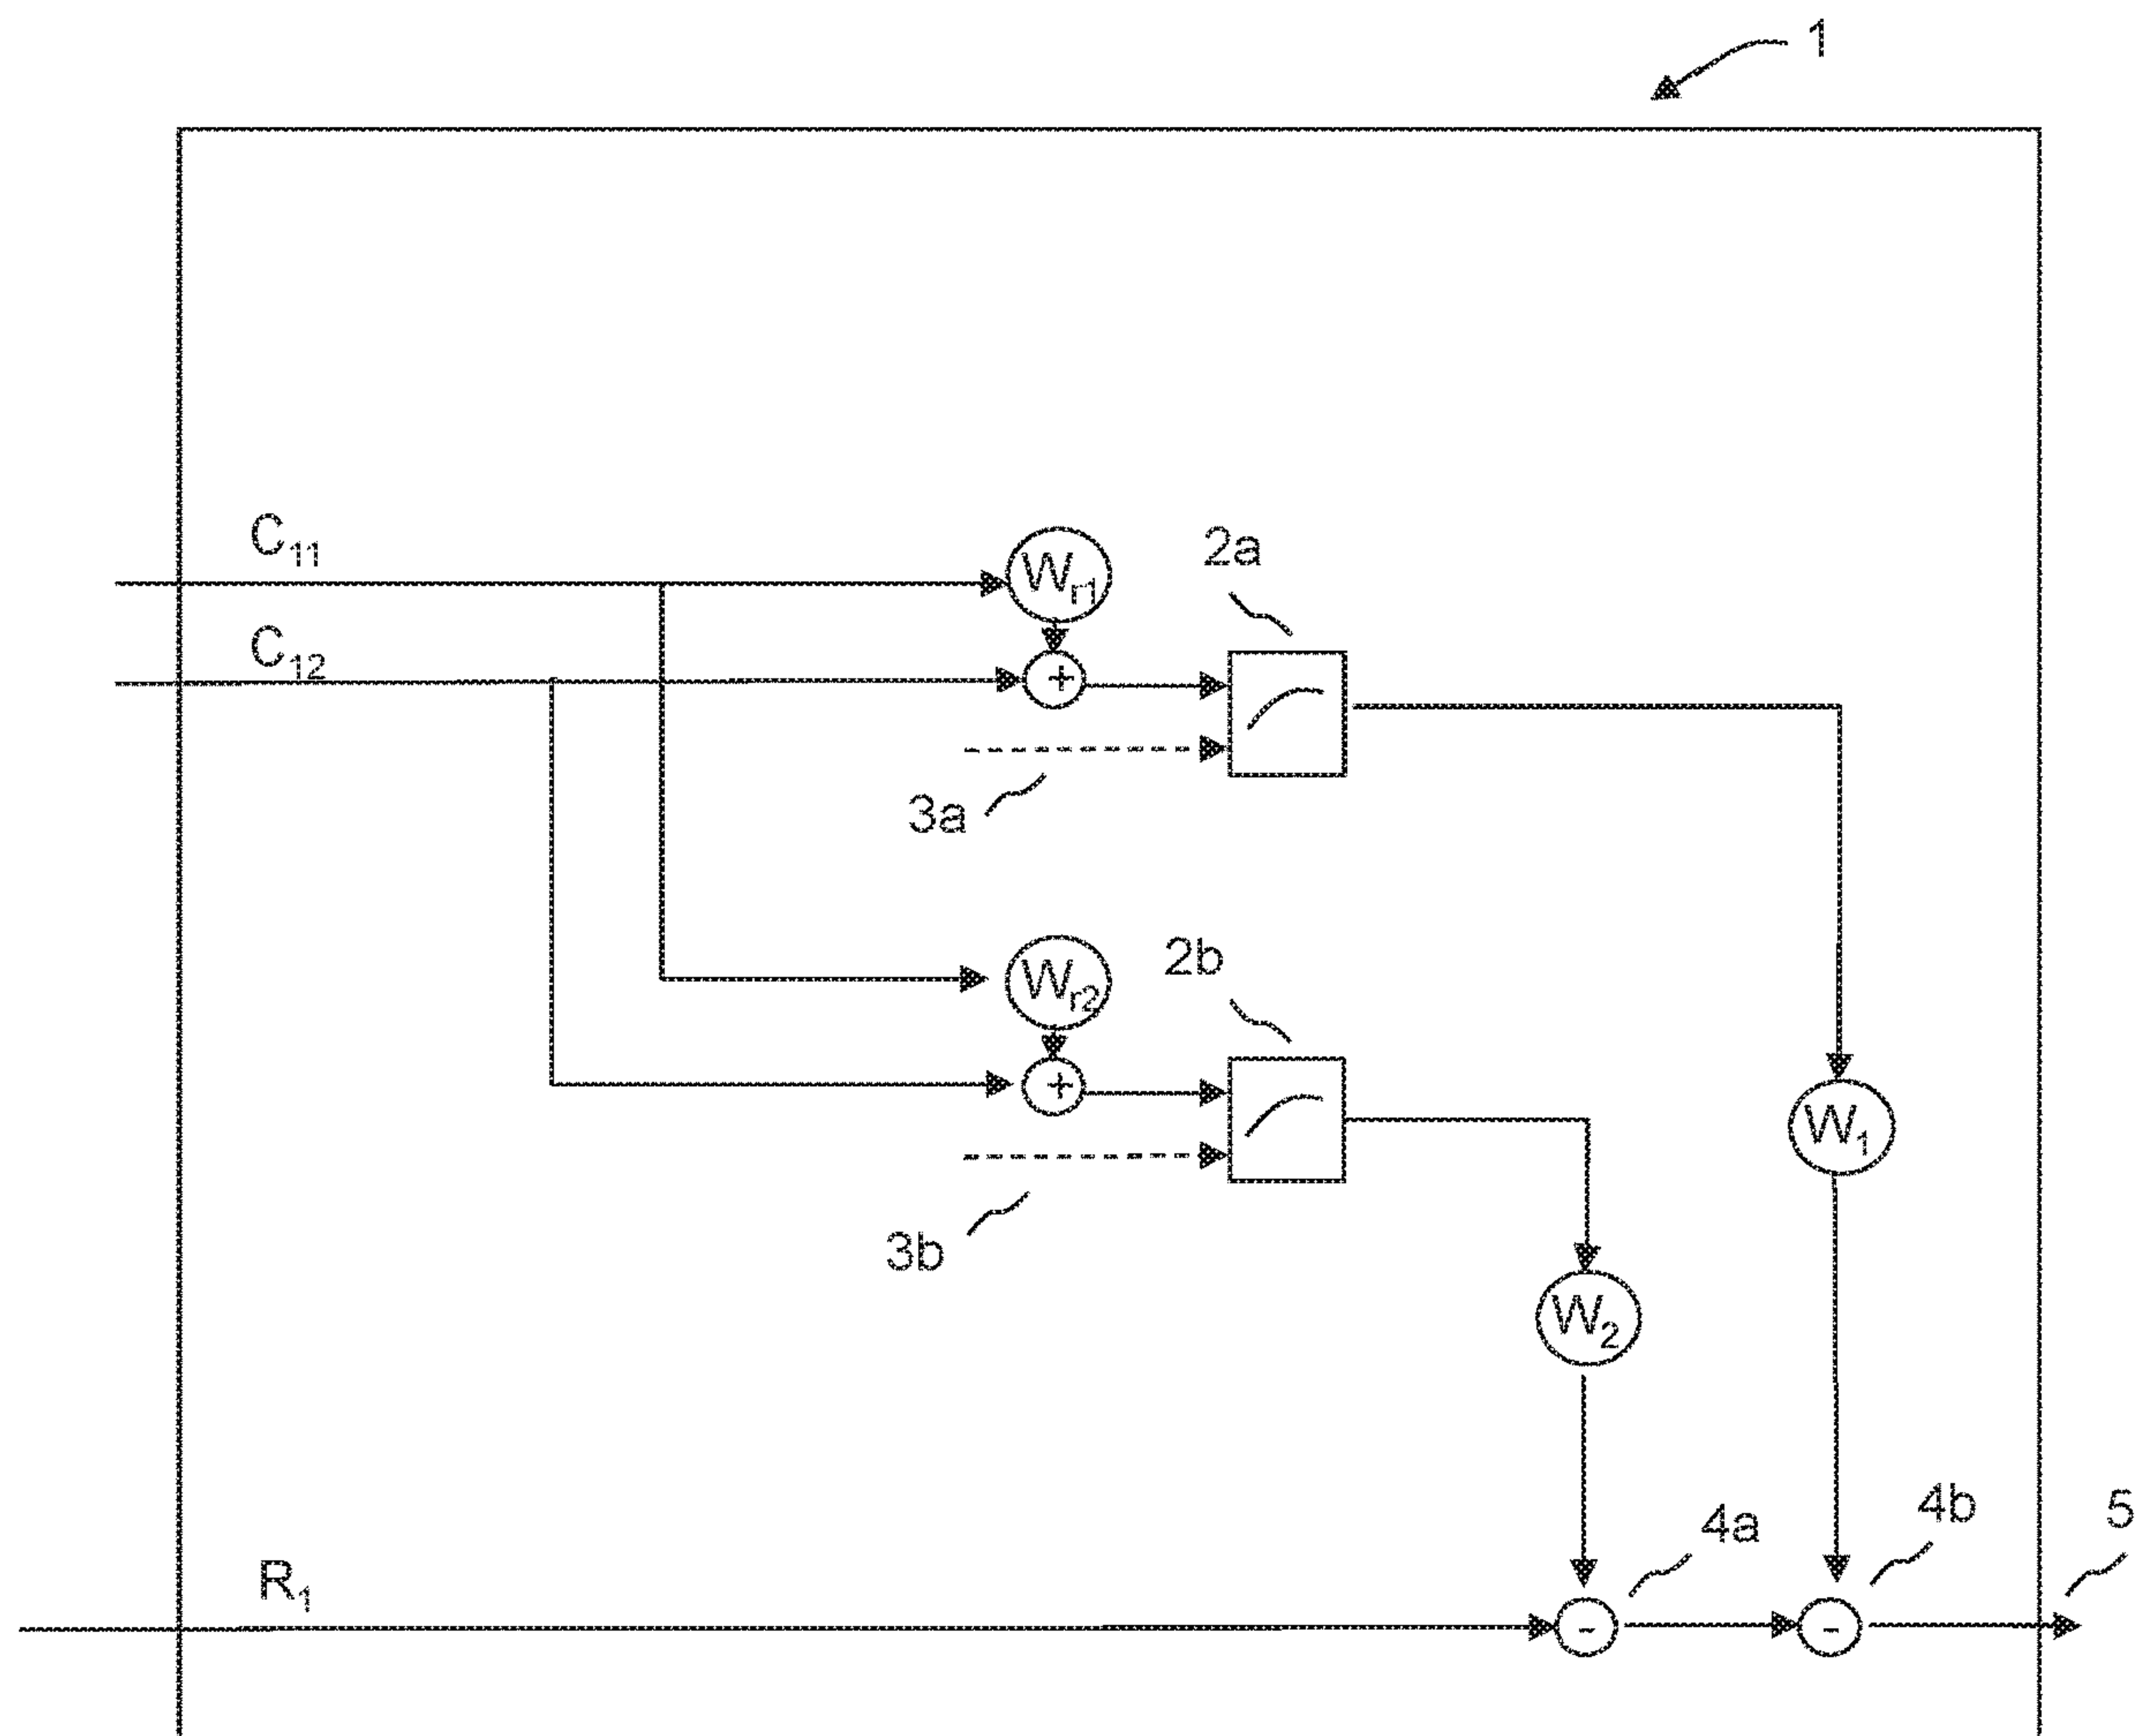 1
C₁₁
Wᵣ₁
2a
C₁₂
+
3a
2b
Wᵣ₂
+
W₁
3b
W₂
4b
5
4a
R₁
-
-